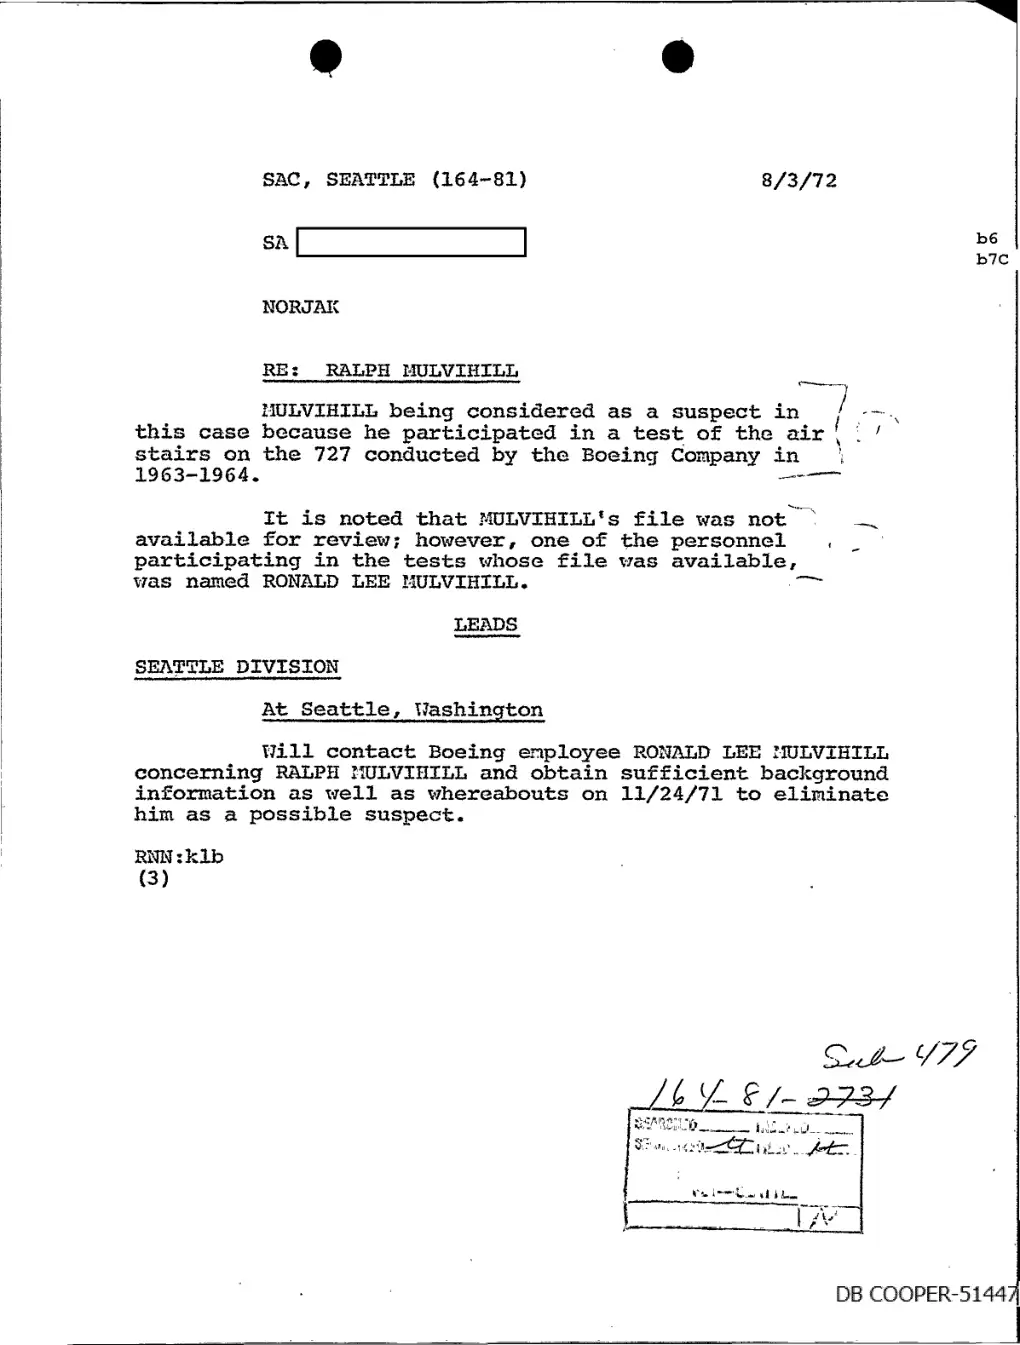 SAC, SEATTLE (164-81) 8/3/72
SA
b6
b7C
NORJAK
RE: RALPH MULVIHILL
MULVIHILL being considered as a suspect in
this case because he participated in a test of the air
stairs on the 727 conducted by the Boeing Company in
1963-1964.
It is noted that MULVIHILL's file was not
available for review; however, one of the personnel
participating in the tests whose file was available,
was named RONALD LEE MULVIHILL.
LEADS
SEATTLE DIVISION
At Seattle, Washington
Will contact Boeing employee RONALD LEE MULVIHILL
concerning RALPH MULVIHILL and obtain sufficient background
information as well as whereabouts on 11/24/71 to eliminate
him as a possible suspect.
RNN:klb
(3)
Sub 479
164-81-2731
SEARCHED
DB COOPER-51447